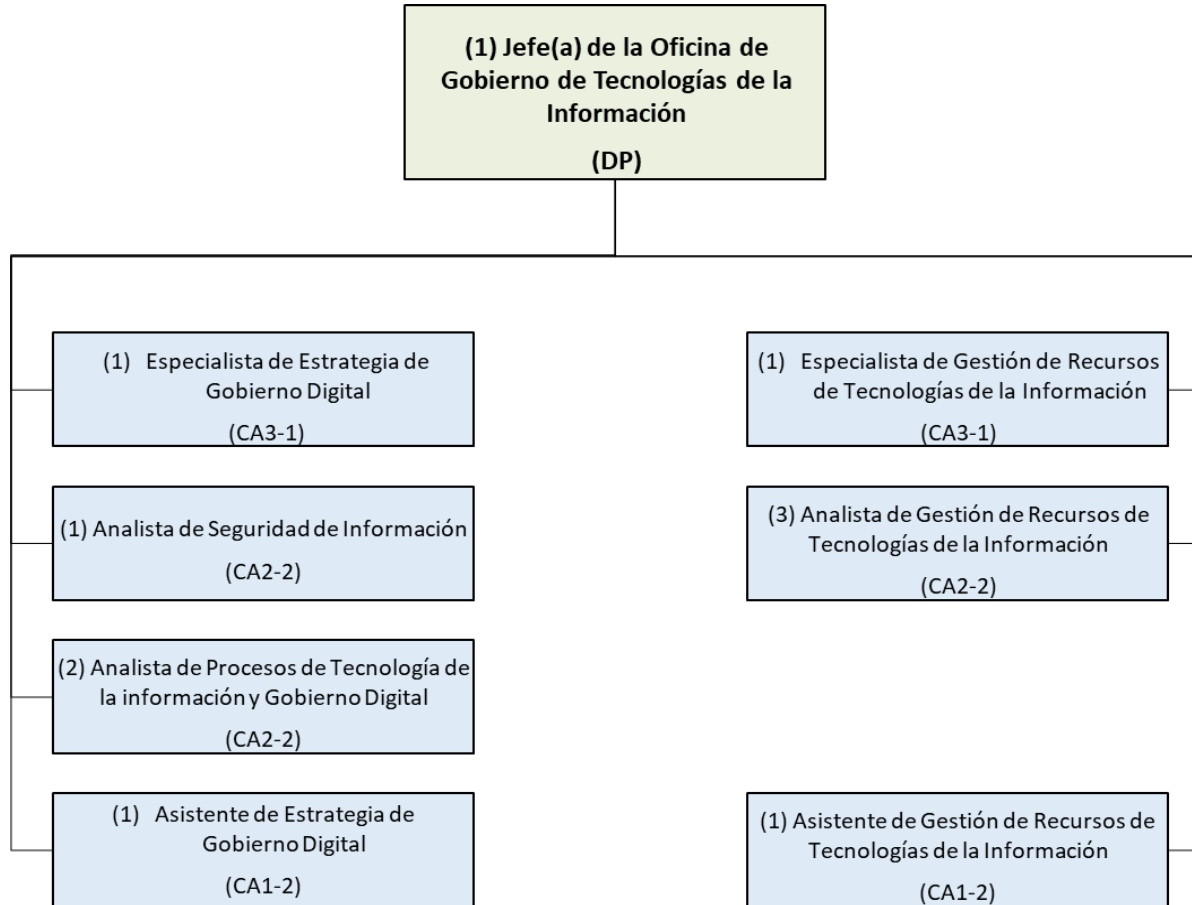 (1) Jefe(a) de la Oficina de
Gobierno de Tecnologías de la
Información
(DP)
(1) Especialista de Estrategia de
Gobierno Digital
(CA3-1)
(1) Analista de Seguridad de Información
(CA2-2)
(2) Analista de Procesos de Tecnología de
la información y Gobierno Digital
(CA2-2)
(1) Asistente de Estrategia de
Gobierno Digital
(CA1-2)
(1) Especialista de Gestión de Recursos
de Tecnologías de la Información
(CA3-1)
(3) Analista de Gestión de Recursos de
Tecnologías de la Información
(CA2-2)
(1) Asistente de Gestión de Recursos de
Tecnologías de la Información
(CA1-2)